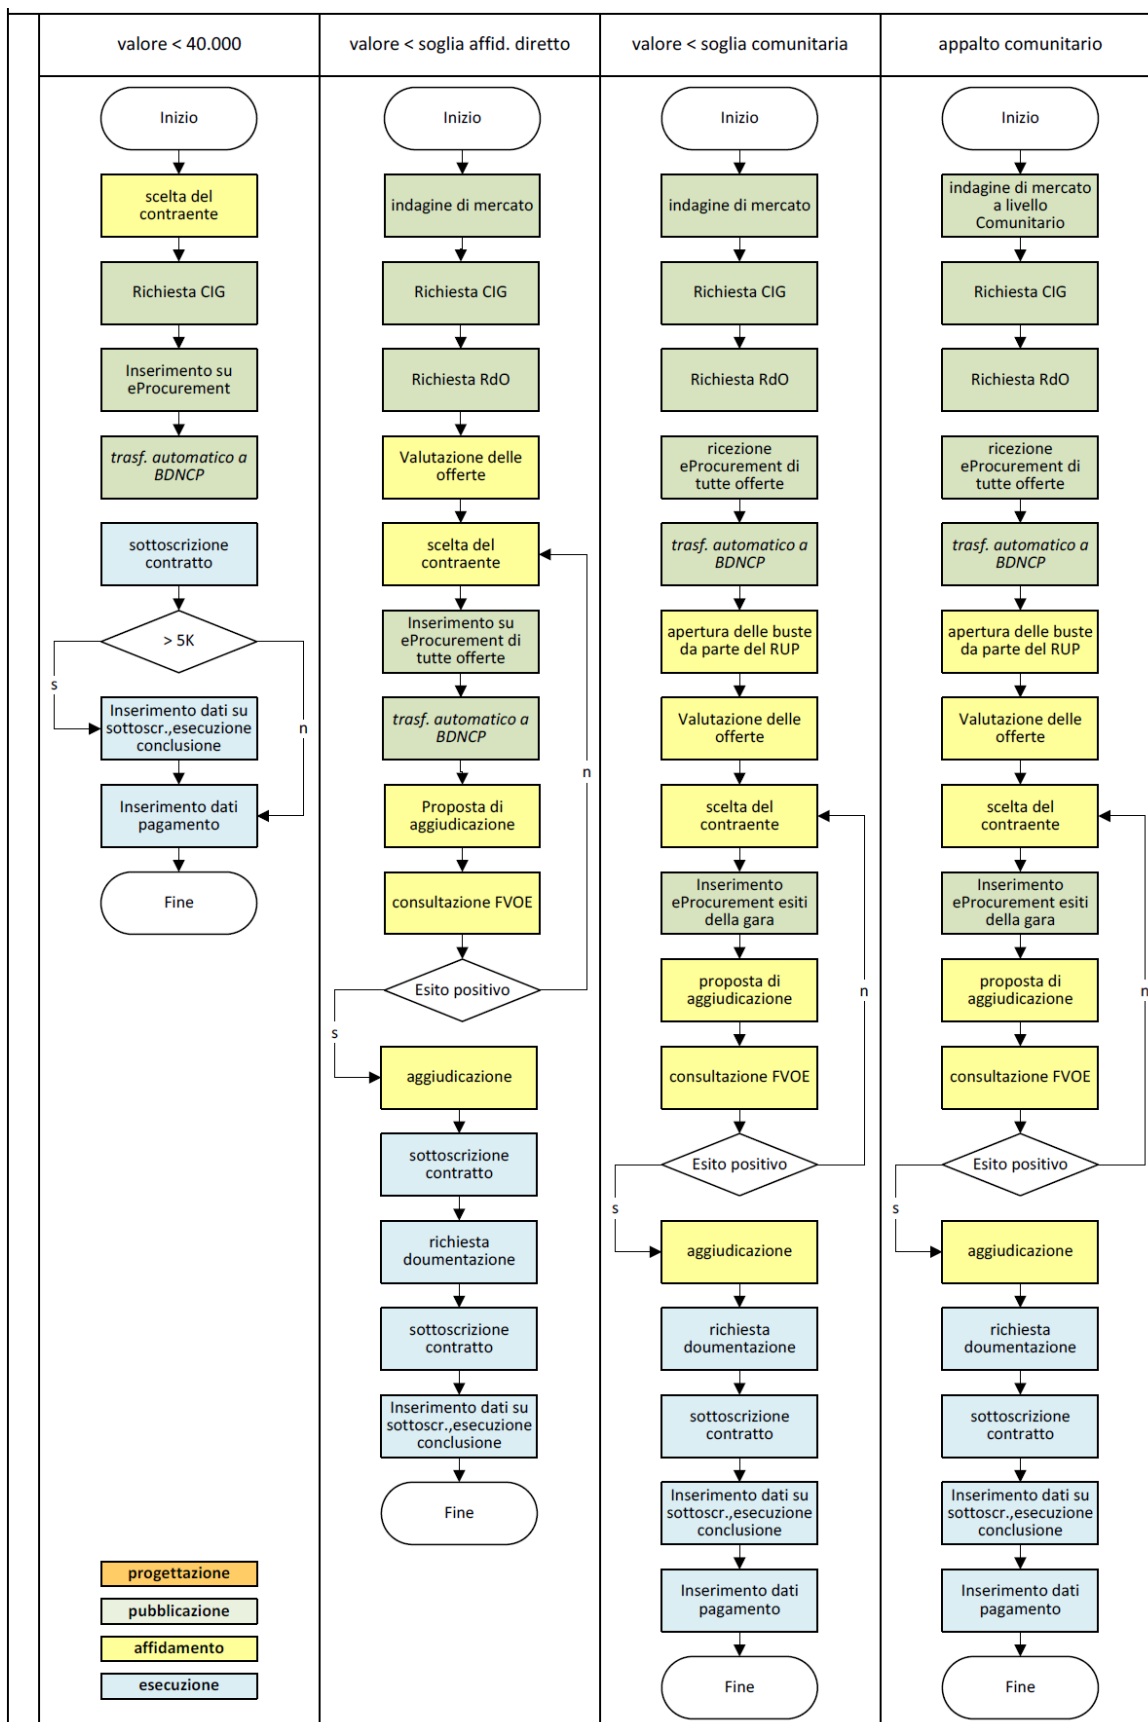 valore < 40.000
valore < soglia affid. diretto
valore < soglia comunitaria
appalto comunitario
Inizio
scelta del
contraente
Richiesta CIG
Inserimento su
eProcurement
trasf. automatico a
BDNCP
sottoscrizione
contratto
> 5K
s
n
Inserimento dati su
sottoscr.,esecuzione
conclusione
Inserimento dati
pagamento
Fine
Inizio
indagine di mercato
Richiesta CIG
Richiesta RdO
Valutazione delle
offerte
scelta del
contraente
Inserimento su
eProcurement di
tutte offerte
trasf. automatico a
BDNCP
n
Proposta di
aggiudicazione
consultazione FVOE
Esito positivo
s
aggiudicazione
sottoscrizione
contratto
richiesta
doumentazione
sottoscrizione
contratto
Inserimento dati su
sottoscr.,esecuzione
conclusione
Fine
Inizio
indagine di mercato
Richiesta CIG
Richiesta RdO
ricezione
eProcurement di
tutte offerte
trasf. automatico a
BDNCP
apertura delle buste
da parte del RUP
Valutazione delle
offerte
scelta del
contraente
Inserimento
eProcurement esiti
della gara
proposta di
aggiudicazione
n
consultazione FVOE
Esito positivo
s
aggiudicazione
richiesta
doumentazione
sottoscrizione
contratto
Inserimento dati su
sottoscr.,esecuzione
conclusione
Inserimento dati
pagamento
Fine
Inizio
indagine di mercato
a livello
Comunitario
Richiesta CIG
Richiesta RdO
ricezione
eProcurement di
tutte offerte
trasf. automatico a
BDNCP
apertura delle buste
da parte del RUP
Valutazione delle
offerte
scelta del
contraente
Inserimento
eProcurement esiti
della gara
proposta di
aggiudicazione
n
consultazione FVOE
Esito positivo
s
aggiudicazione
richiesta
doumentazione
sottoscrizione
contratto
Inserimento dati su
sottoscr.,esecuzione
conclusione
Inserimento dati
pagamento
Fine
progettazione
pubblicazione
affidamento
esecuzione